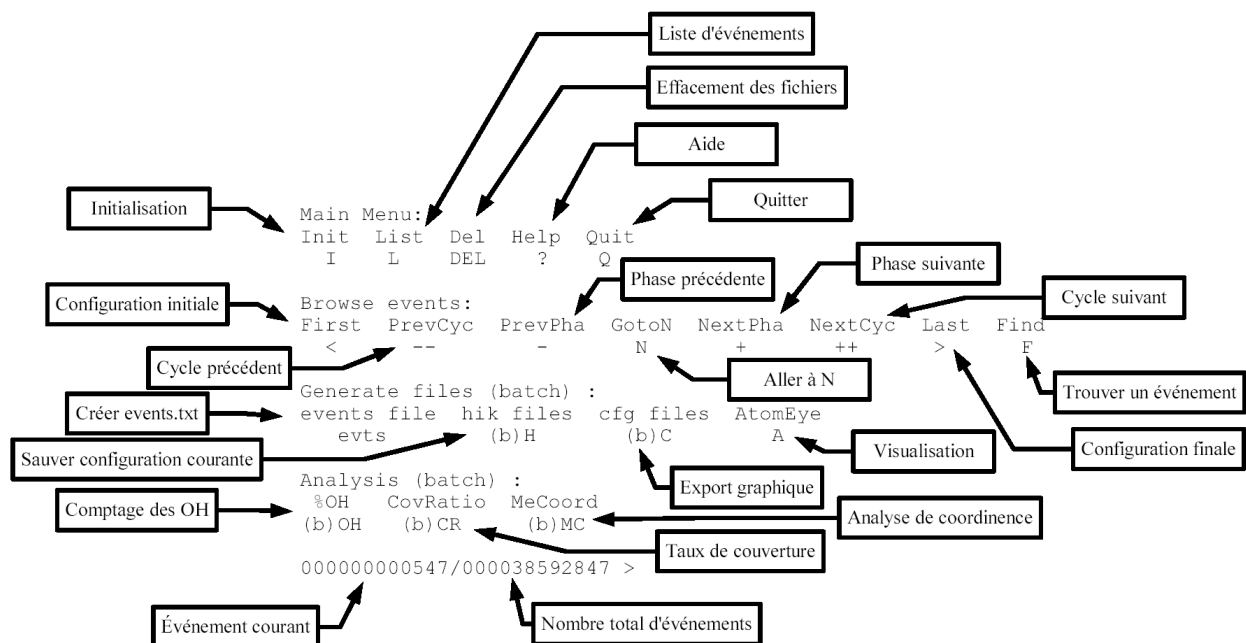 Liste d'événements
Effacement des fichiers
Aide
Initialisation
Quitter
Main Menu:
Init List Del Help Quit
I L DEL ? Q
Phase précédente
Phase suivante
Configuration initiale
Cycle suivant
Browse events:
First PrevCyc PrevPha GotoN NextPha NextCyc Last Find
< -- - N + ++ > F
Cycle précédent
Aller à N
Trouver un événement
Generate files (batch) :
Créer events.txt
events file hik files cfg files AtomEye
evts (b)H (b)C A
Sauver configuration courante
Visualisation
Configuration finale
Analysis (batch) :
Export graphique
Comptage des OH
%OH CovRatio MeCoord
(b)OH (b)CR (b)MC
Analyse de coordinence
Taux de couverture
000000000547/000038592847 >
Événement courant
Nombre total d'événements